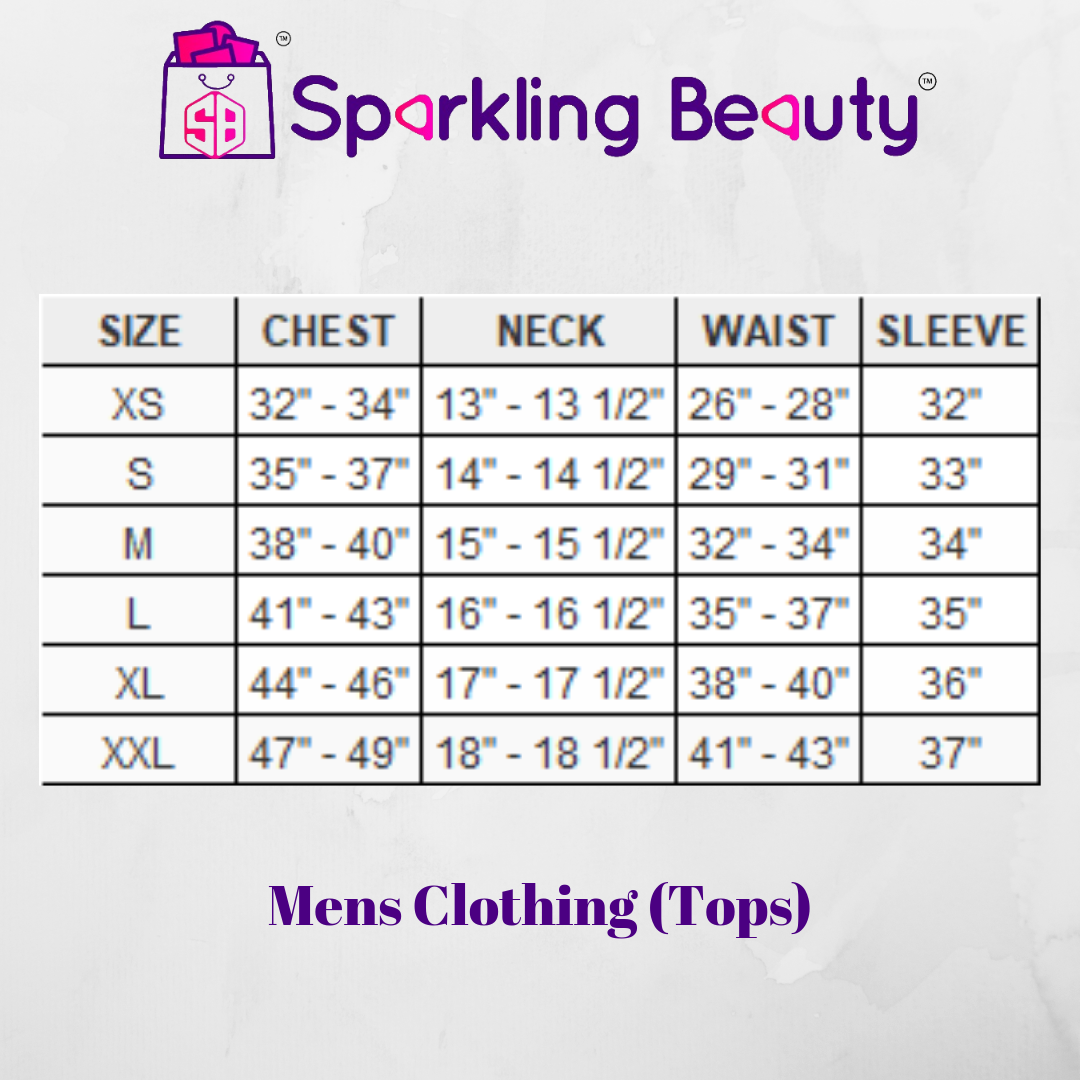 SB
TM
Sparkling Beauty
TM
SIZE CHEST NECK WAIST SLEEVE
XS 32" - 34" 13" - 13 1/2" 26" - 28" 32"
S 35" - 37" 14" - 14 1/2" 29" - 31" 33"
M 38" - 40" 15" - 15 1/2" 32" - 34" 34"
L 41" - 43" 16" - 16 1/2" 35" - 37" 35"
XL 44" - 46" 17" - 17 1/2" 38" - 40" 36"
XXL 47" - 49" 18" - 18 1/2" 41" - 43" 37"
Mens Clothing (Tops)